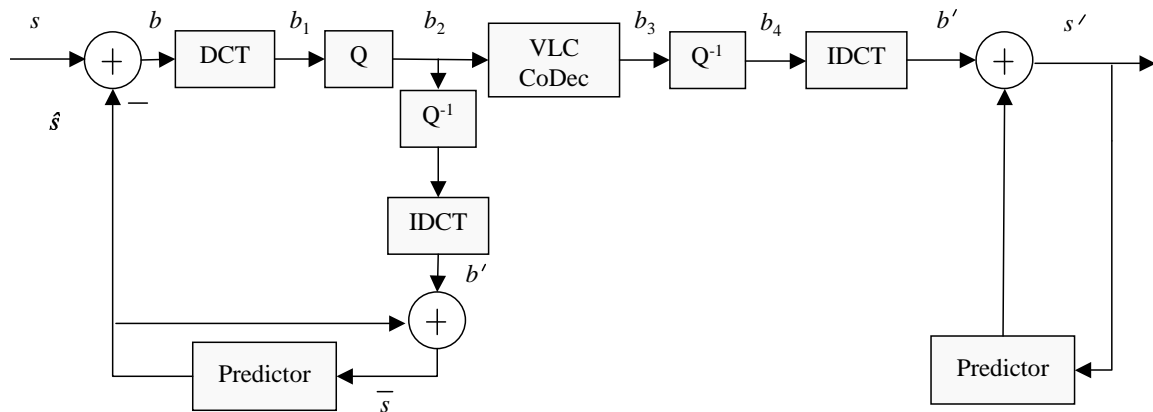 s
b
b₁
b₂
b₃
b₄
b′
s′
+
DCT
Q
VLC
CoDec
Q⁻¹
IDCT
+
−
ŝ
Q⁻¹
IDCT
b′
+
Predictor
s̅
Predictor